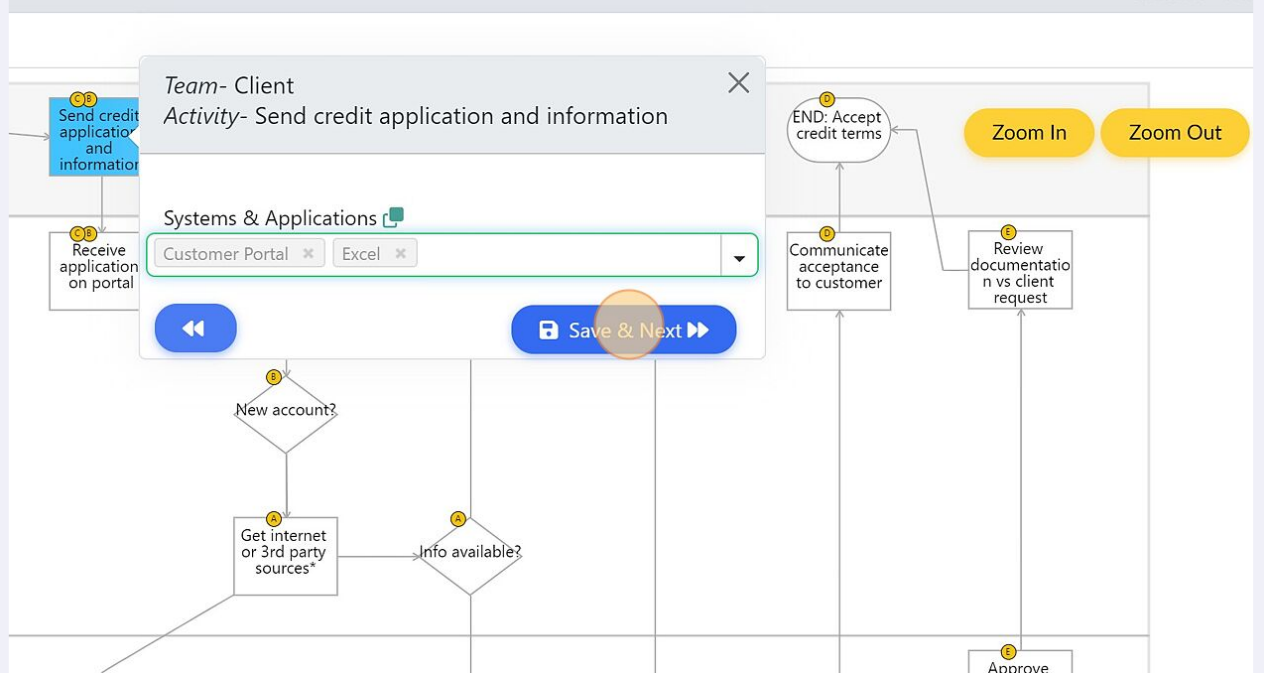 Team- Client
Activity- Send credit application and information
Systems & Applications
Customer Portal
Excel
Save & Next
Zoom In
Zoom Out
C B
Send credit
application
and
information
C B
Receive
application
on portal
D
END: Accept
credit terms
D
Communicate
acceptance
to customer
E
Review
documentatio
n vs client
request
B
New account?
A
Get internet
or 3rd party
sources*
A
Info available?
E
Approve